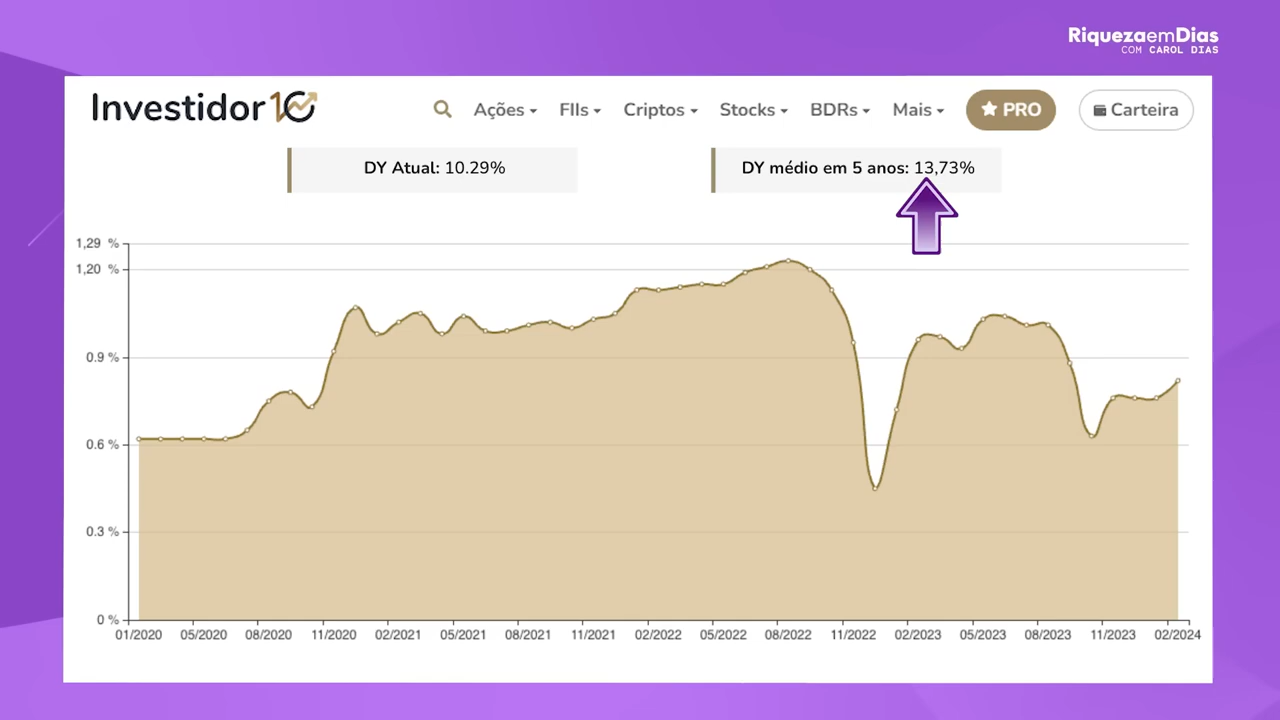 RiquezaemDias
COM CAROL DIAS
Investidor 10
Ações
FIIs
Criptos
Stocks
BDRs
Mais
PRO
Carteira
DY Atual: 10.29%
DY médio em 5 anos: 13,73%
1,29 %
1,20 %
0.9 %
0.6 %
0.3 %
0 %
01/2020 05/2020 08/2020 11/2020 02/2021 05/2021 08/2021 11/2021 02/2022 05/2022 08/2022 11/2022 02/2023 05/2023 08/2023 11/2023 02/2024